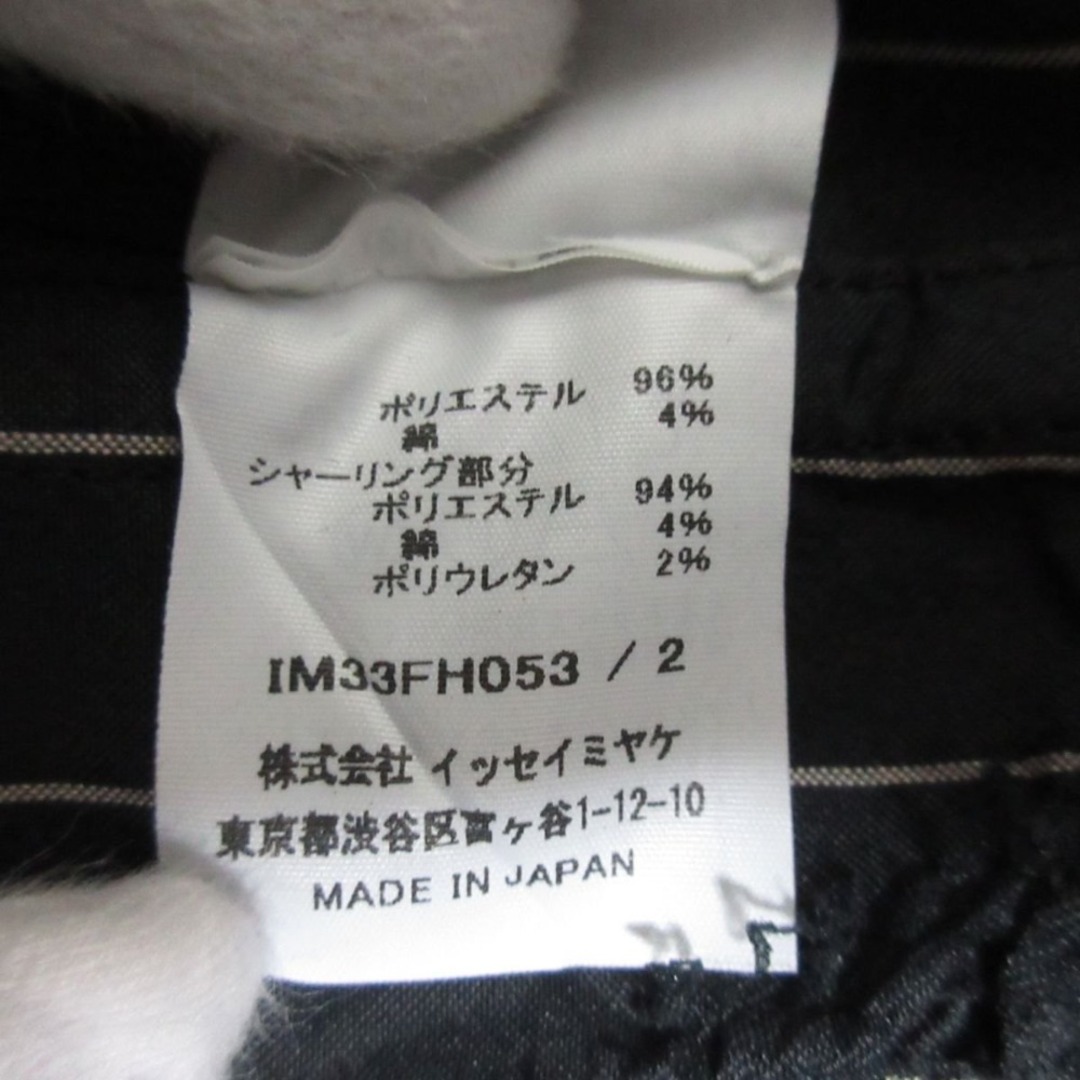 ポリエステル 96%
綿 4%
シャーリング部分
ポリエステル 94%
綿 4%
ポリウレタン 2%
IM33FH053 / 2
株式会社 イッセイミヤケ
東京都渋谷区富ヶ谷1-12-10
MADE IN JAPAN